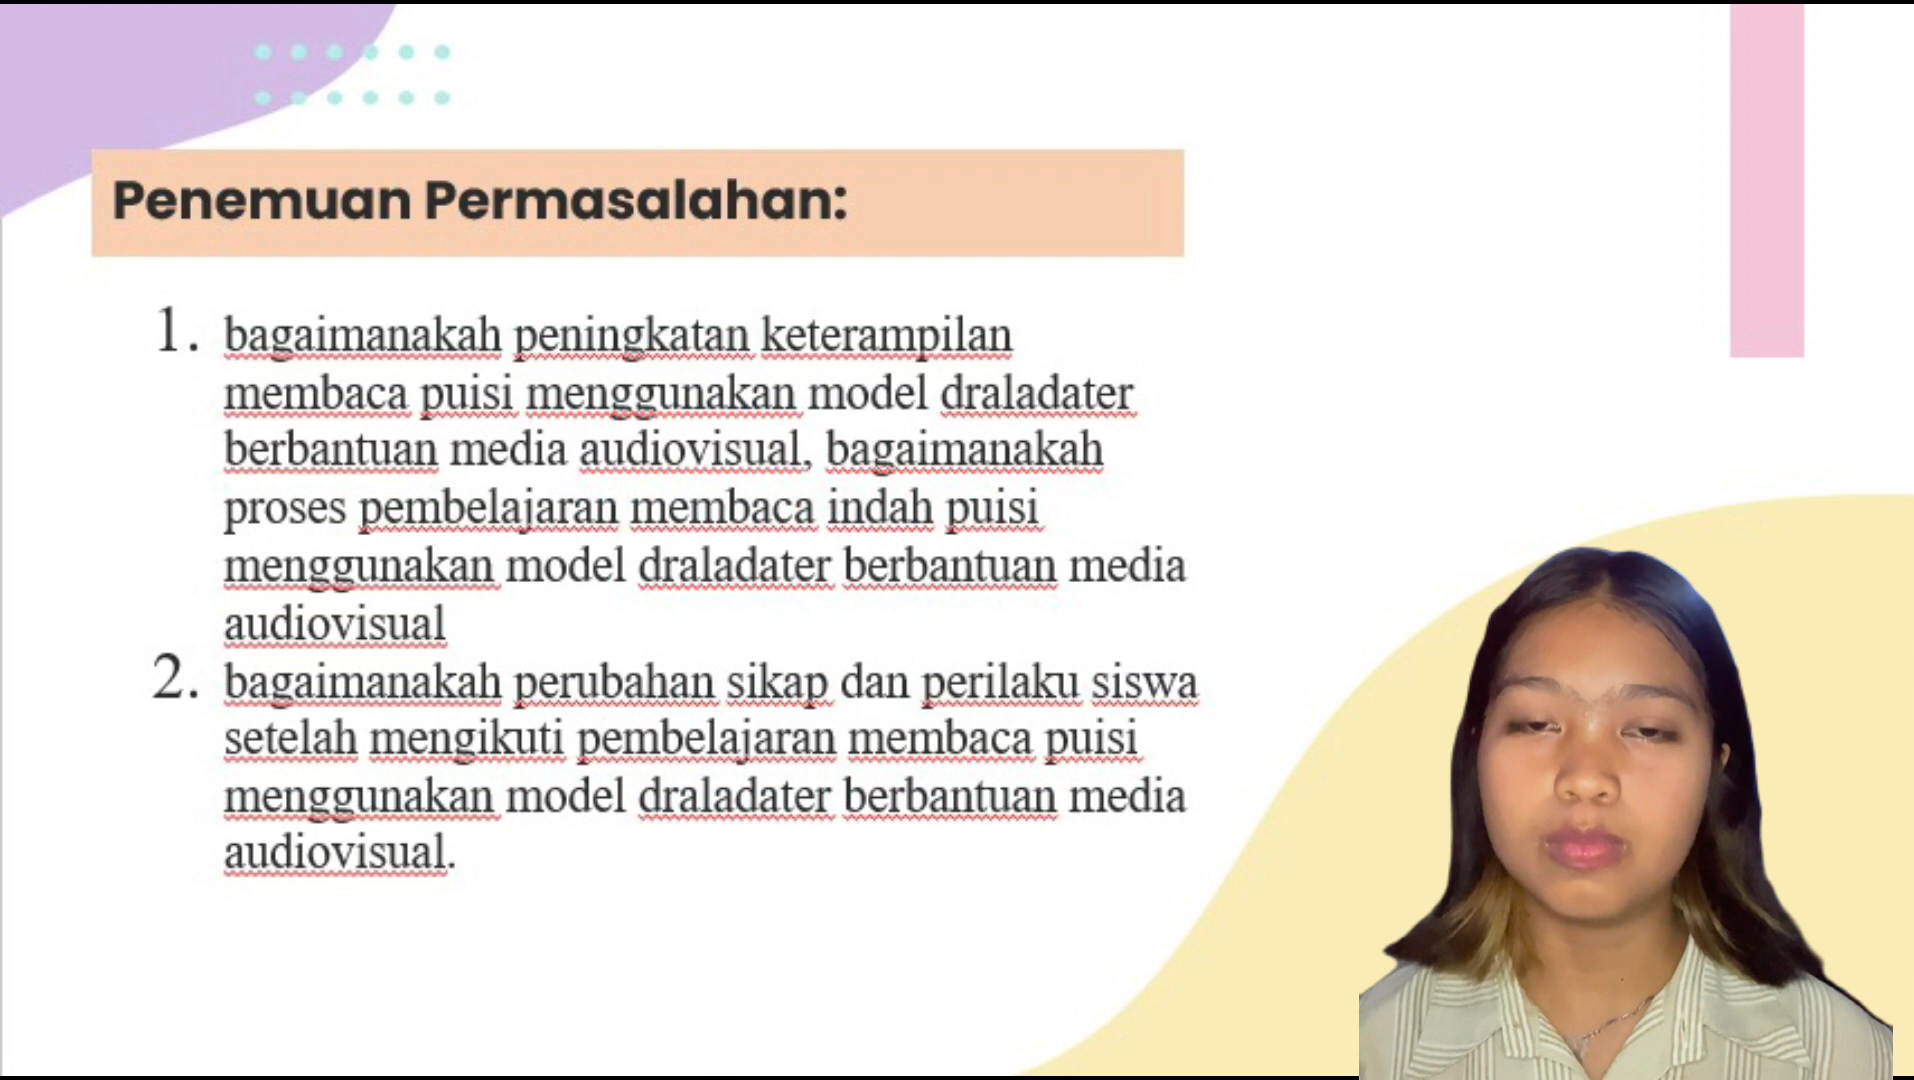 Penemuan Permasalahan:
1. bagaimanakah peningkatan keterampilan
membaca puisi menggunakan model draladater
berbantuan media audiovisual, bagaimanakah
proses pembelajaran membaca indah puisi
menggunakan model draladater berbantuan media
audiovisual
2. bagaimanakah perubahan sikap dan perilaku siswa
setelah mengikuti pembelajaran membaca puisi
menggunakan model draladater berbantuan media
audiovisual.